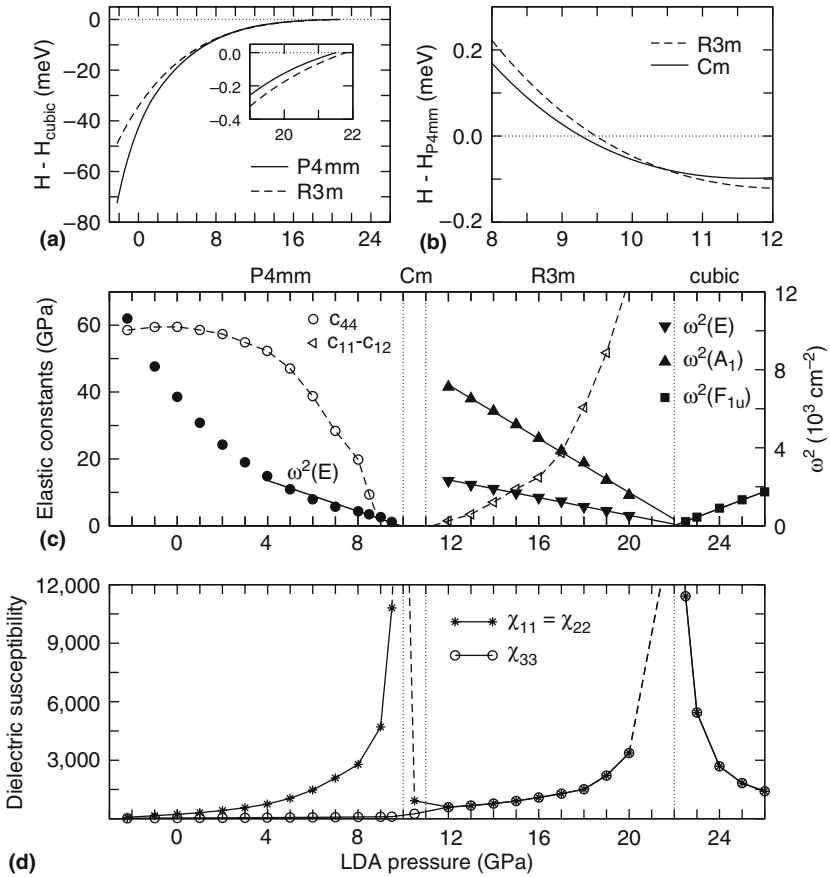 H - H_cubic (meV)
0
−20
−40
−60
−80
0.0
−0.2
−0.4
20 22
P4mm
R3m
0 8 16 24
(a)
H - H_P4mm (meV)
0.2
0.0
−0.2
R3m
Cm
8 9 10 11 12
(b)
P4mm Cm R3m cubic
Elastic constants (GPa)
60
40
20
0
c₄₄
c₁₁-c₁₂
ω²(E)
ω²(E)
ω²(A₁)
ω²(F₁ᵤ)
12
8
4
0
ω² (10³ cm⁻²)
0 4 8 12 16 20 24
(c)
Dielectric susceptibility
12,000
9,000
6,000
3,000
χ₁₁ = χ₂₂
χ₃₃
0 4 8 12 16 20 24
LDA pressure (GPa)
(d)